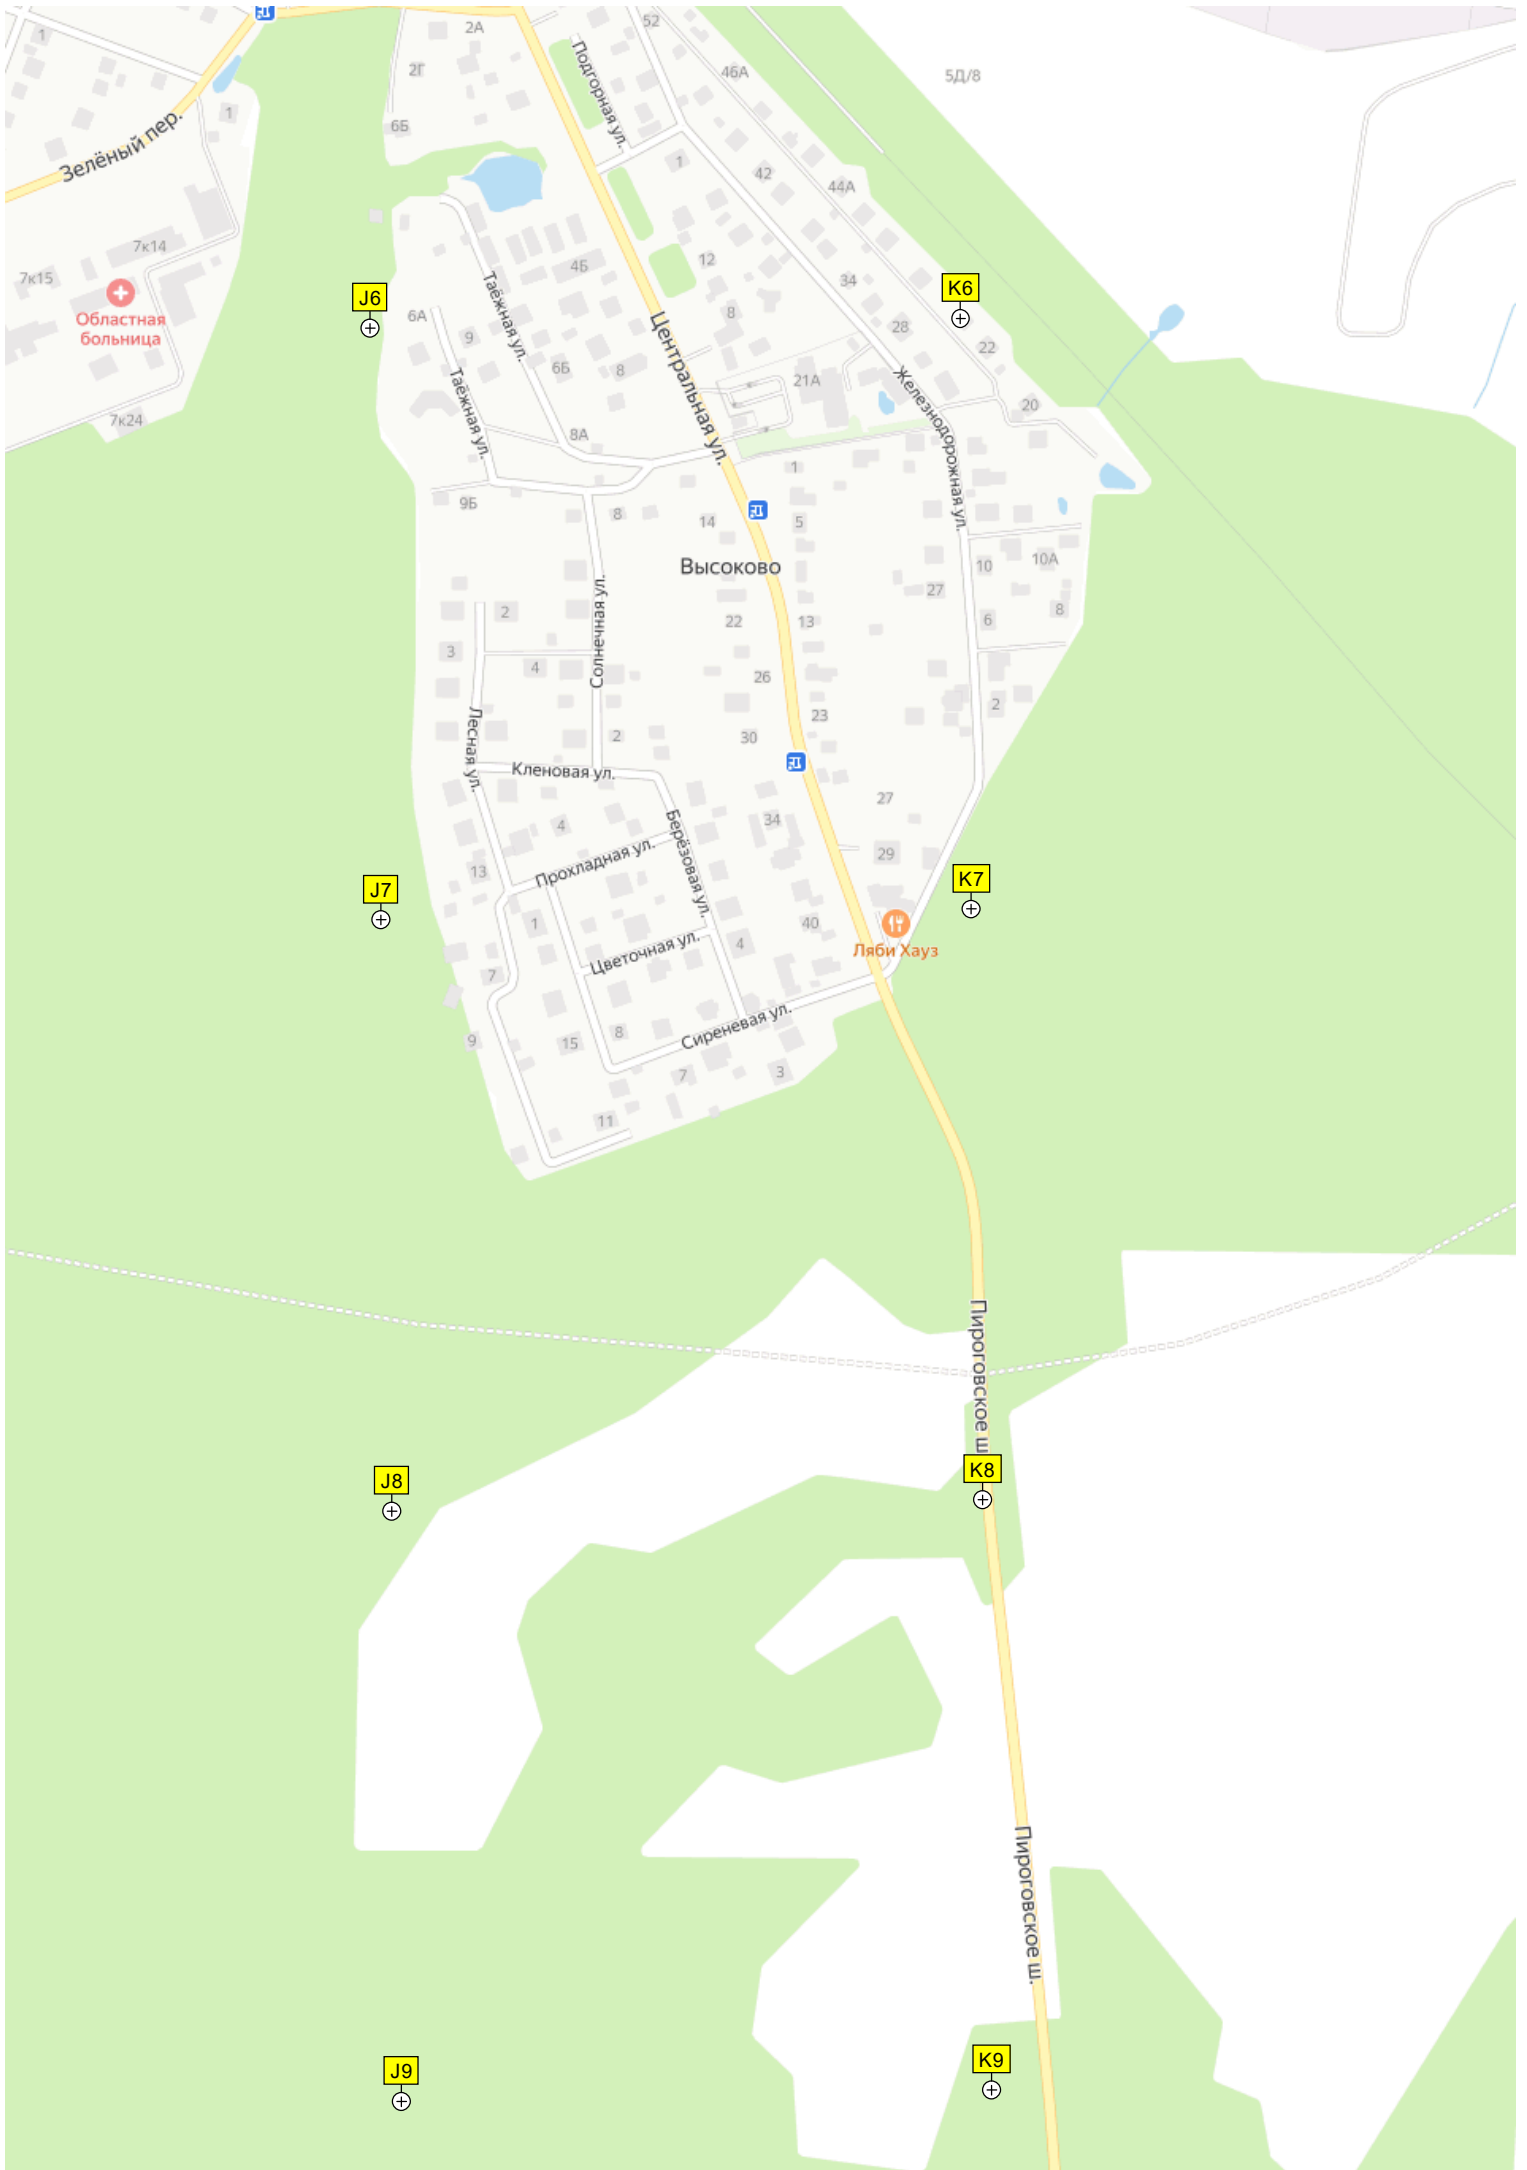 1
2А
52
2Г
Подгорная ул.
46А
5Д/8
1
6Б
Зелёный пер.
1
42
44А
7к14
7к15
4Б
12
34
Областная
больница
J6
6А
9
Таёжная ул.
6Б
8
8
Центральная ул.
28
K6
22
21А
7к24
Таёжная ул.
8А
Железнодорожная ул.
20
1
9Б
8
14
5
Высоково
10
10А
27
2
Солнечная ул.
22
13
6
8
3
4
26
2
Лесная ул.
2
30
23
Кленовая ул.
4
34
27
Берёзовая ул.
13
Прохладная ул.
29
J7
K7
1
40
Ляби Хауз
Цветочная ул.
4
7
Сиреневая ул.
9
15
8
7
3
11
Пироговское ш.
J8
K8
Пироговское ш.
J9
K9